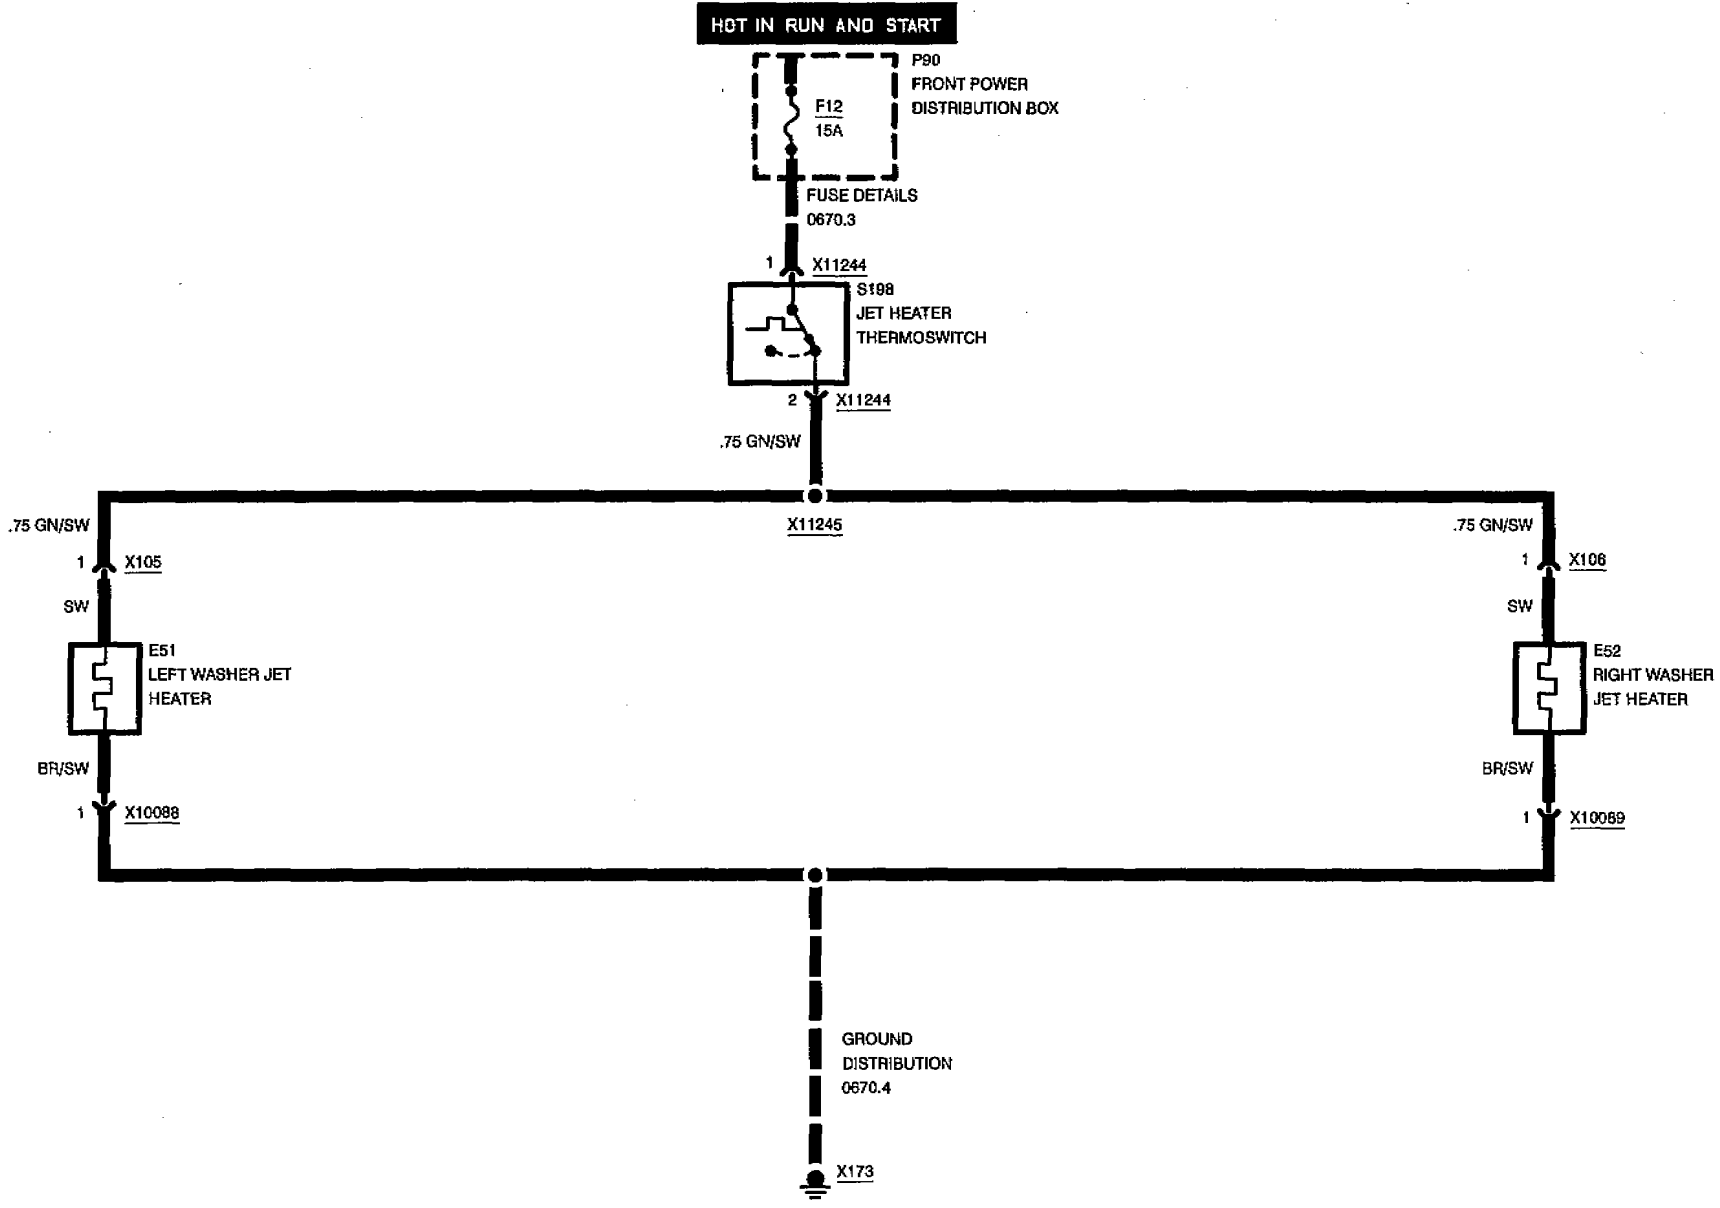 HOT IN RUN AND START
P90
FRONT POWER
DISTRIBUTION BOX
F12
15A
FUSE DETAILS
0670.3
1
X11244
S198
JET HEATER
THERMOSWITCH
2
X11244
.75 GN/SW
X11245
.75 GN/SW
1
X105
SW
E51
LEFT WASHER JET
HEATER
BR/SW
1
X10088
.75 GN/SW
1
X106
SW
E52
RIGHT WASHER
JET HEATER
BR/SW
1
X10089
GROUND
DISTRIBUTION
0670.4
X173